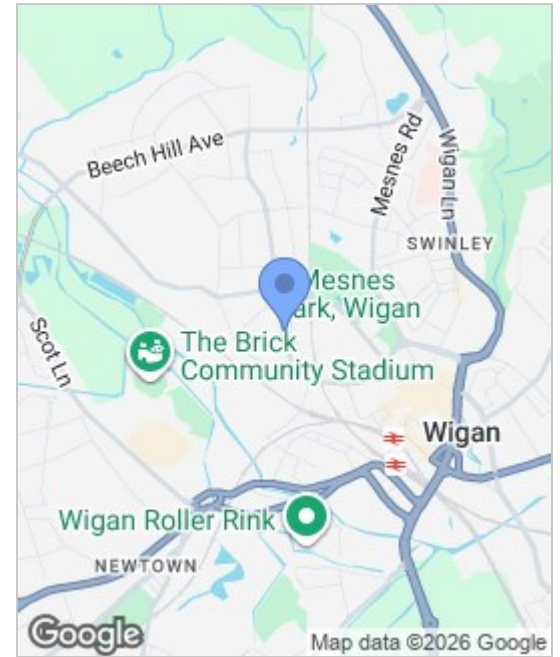 Beech Hill Ave
Mesnes Rd
Wigan Ln
SWINLEY
Mesnes
Park, Wigan
Scot Ln
The Brick
Community Stadium
Wigan
Wigan Roller Rink
NEWTOWN
Google
Map data ©2026 Google